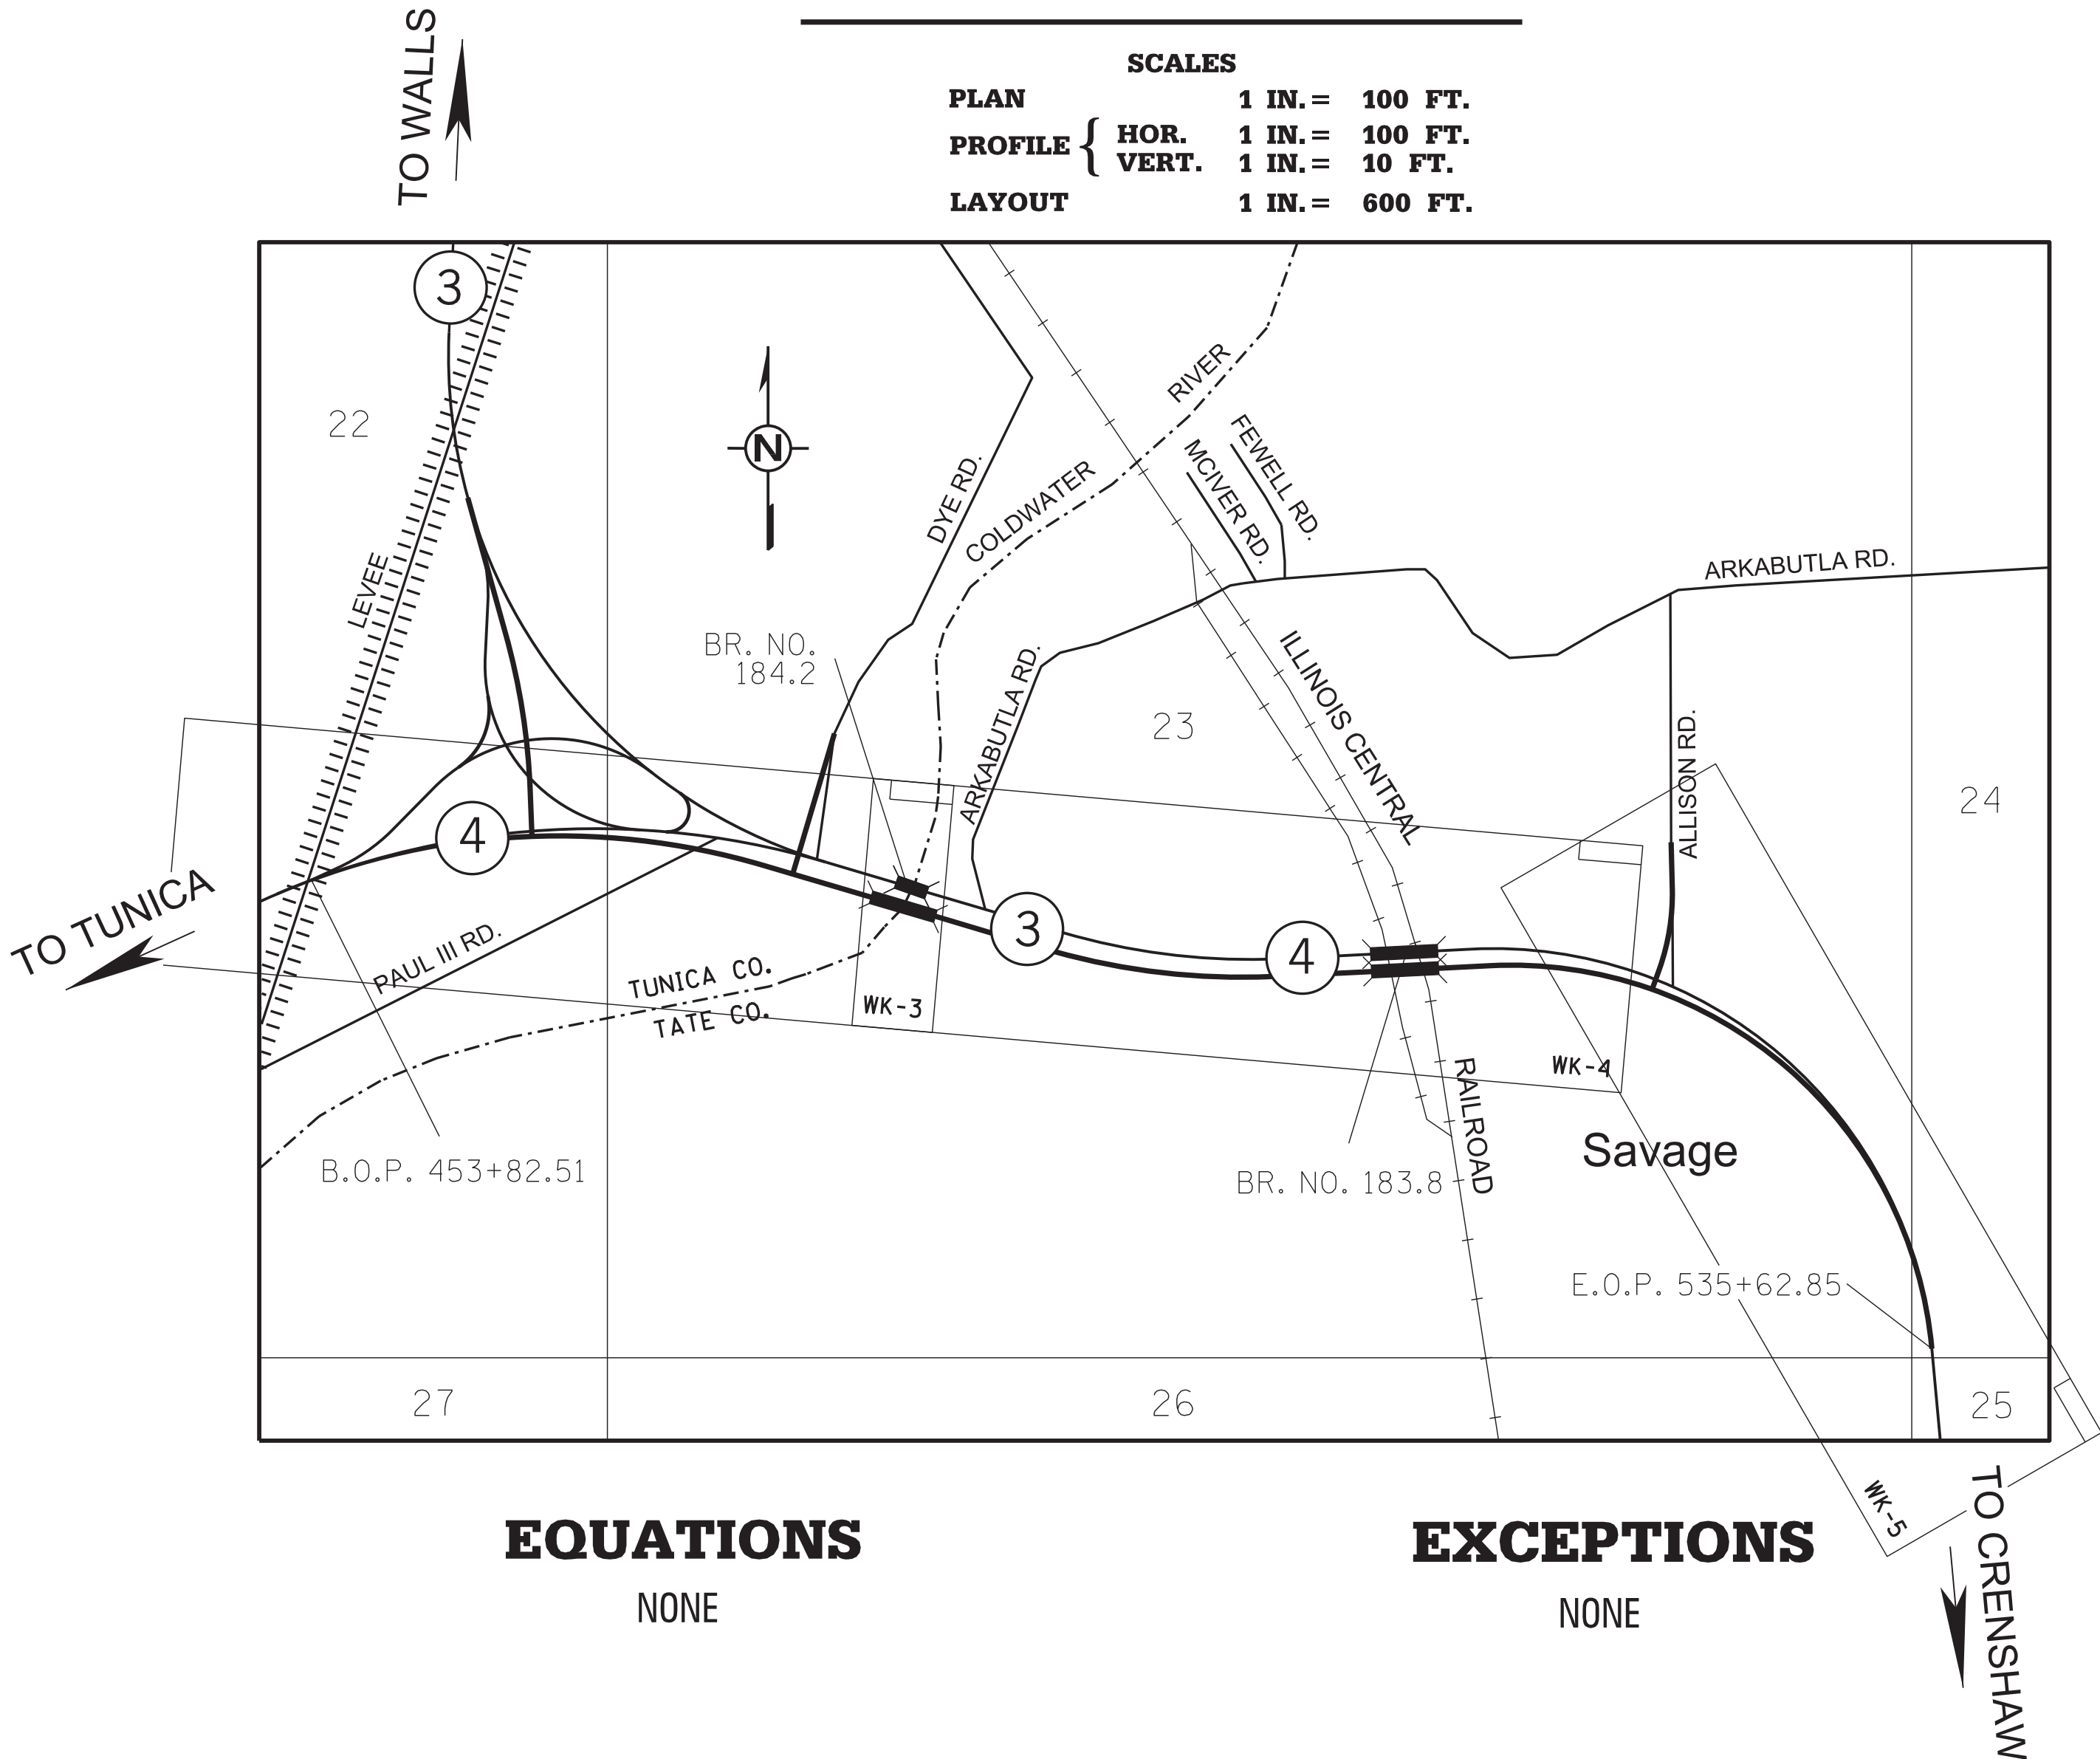 SCALES
PLAN 1 IN. = 100 FT.
PROFILE { HOR. 1 IN. = 100 FT.
VERT. 1 IN. = 10 FT.
LAYOUT 1 IN. = 600 FT.
TO WALLS
3
22
N
RIVER
COLDWATER
DYE RD.
MCIVER RD.
FEWELL RD.
ARKABUTLA RD.
LEVEE
BR. NO.
184.2
ARKABUTLA RD.
23
ILLINOIS CENTRAL
ALLISON RD.
24
4
TO TUNICA
PAUL III RD.
3
4
TUNICA CO.
TATE CO.
WK-3
WK-4
RAILROAD
Savage
B.O.P. 453+82.51
BR. NO. 183.8
E.O.P. 535+62.85
27
26
25
WK-5
TO CRENSHAW
EQUATIONS
NONE
EXCEPTIONS
NONE